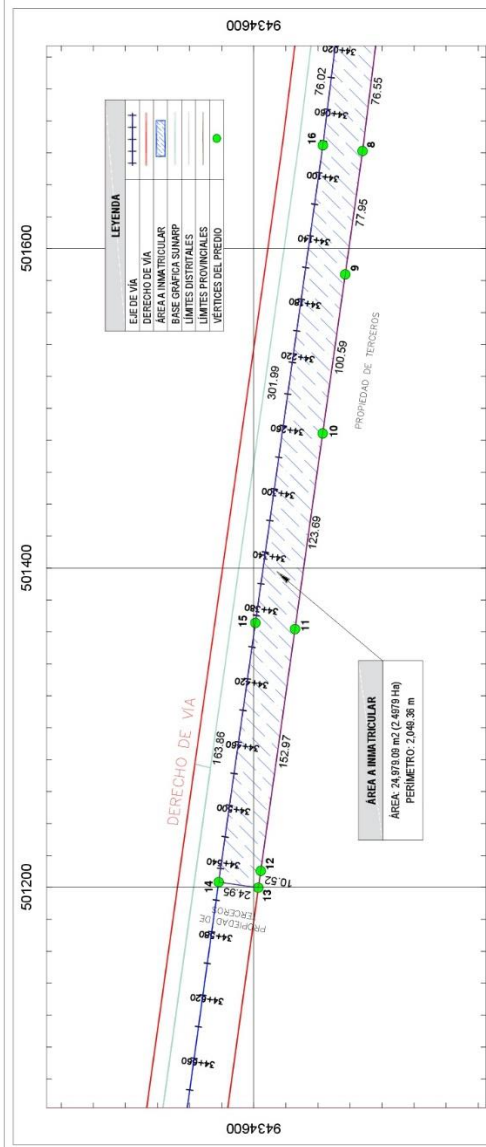 9434600
501600
501400
501200
9434600
LEYENDA
EJE DE VÍA
DERECHO DE VÍA
ÁREA A INMATRICULAR
BASE GRÁFICA SUNARP
LÍMITES DISTRITALES
LÍMITES PROVINCIALES
VÉRTICES DEL PREDIO
DERECHO DE VÍA
163.86
301.99
76.02
14
15
16
34+660
34+620
34+580
34+540
34+500
34+460
34+420
34+380
34+340
34+300
34+260
34+220
34+180
34+140
34+100
34+060
34+020
PROPIEDAD DE
TERCEROS
24.95
10.52
13
12
152.97
11
123.69
10
100.59
9
77.95
8
76.55
PROPIEDAD DE TERCEROS
ÁREA A INMATRICULAR
ÁREA: 24,979.09 m2 (2.4979 Ha)
PERÍMETRO: 2,049.36 m